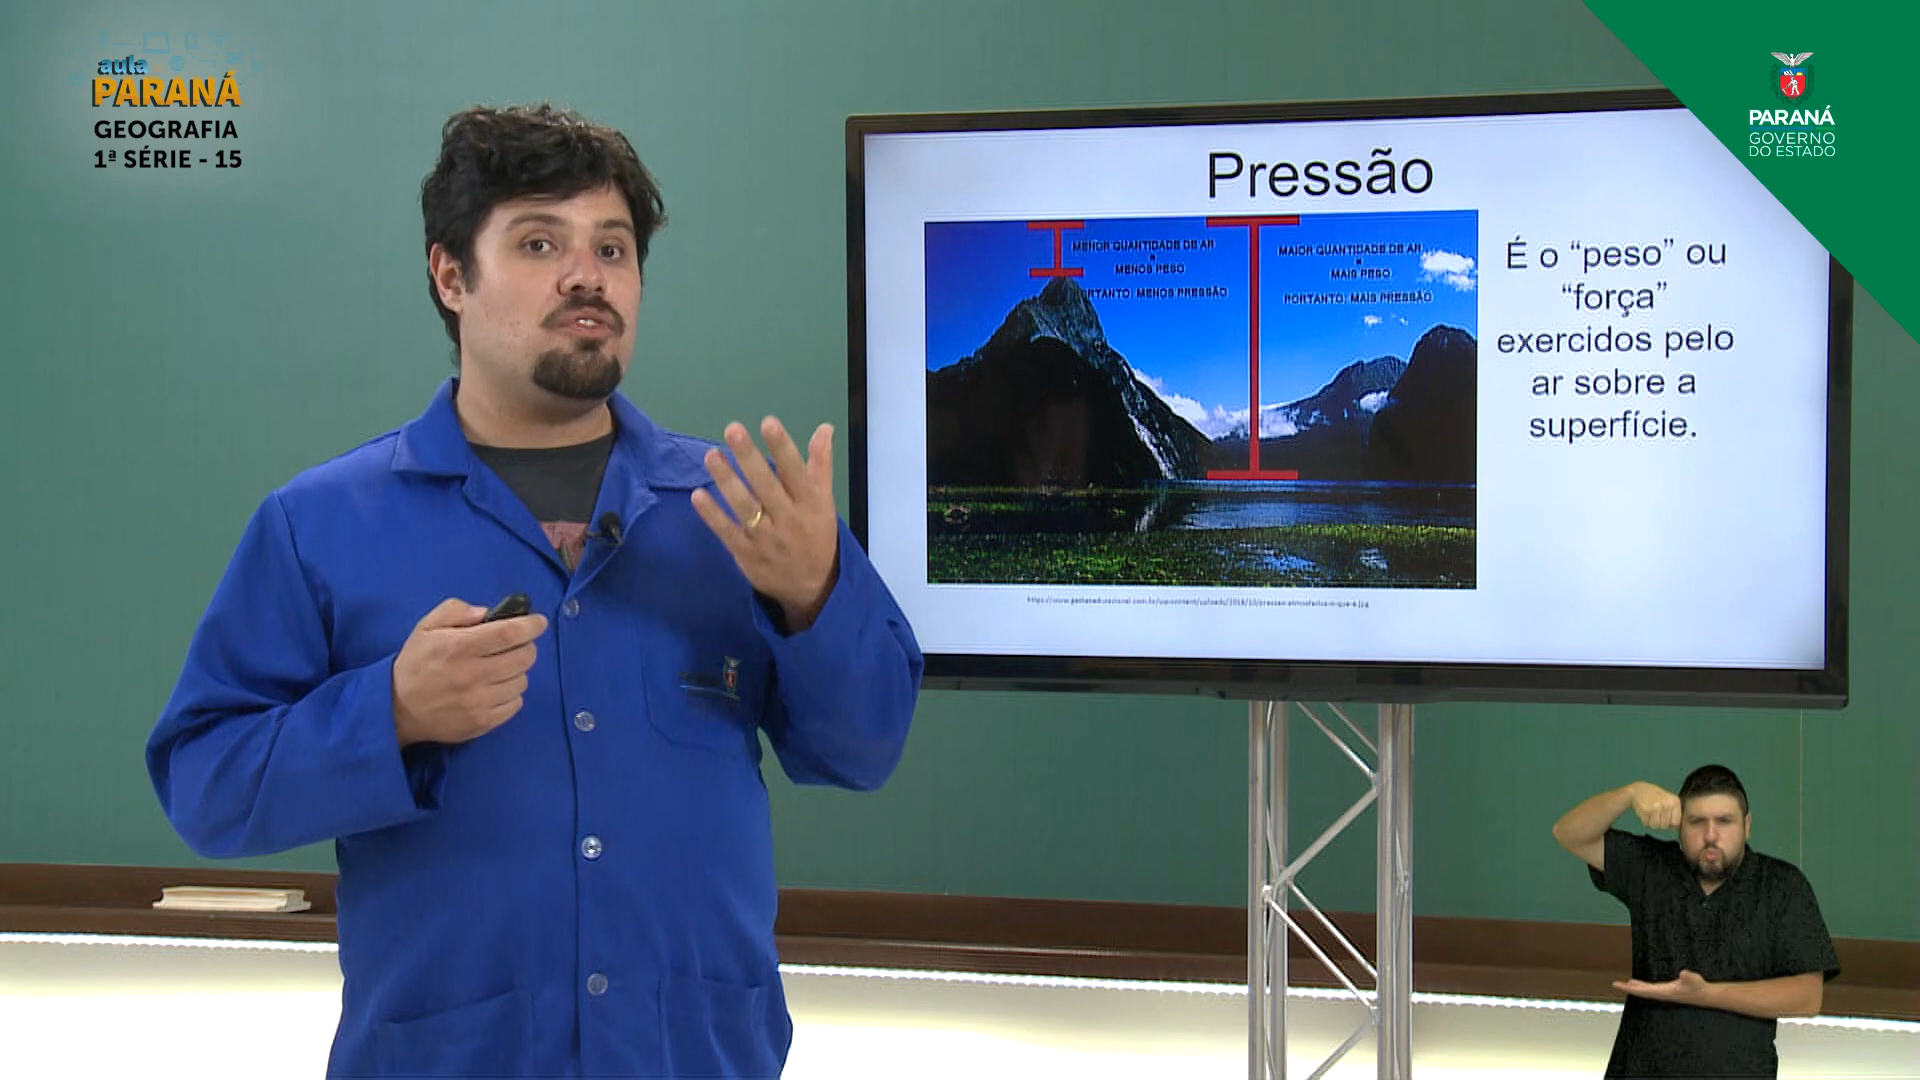 aula
PARANÁ
GEOGRAFIA
1ª SÉRIE - 15
PARANÁ
GOVERNO
DO ESTADO
Pressão
MENOR QUANTIDADE DE AR
=
MENOS PESO
PORTANTO: MENOS PRESSÃO
MAIOR QUANTIDADE DE AR
=
MAIS PESO
PORTANTO: MAIS PRESSÃO
É o “peso” ou
“força”
exercidos pelo
ar sobre a
superfície.